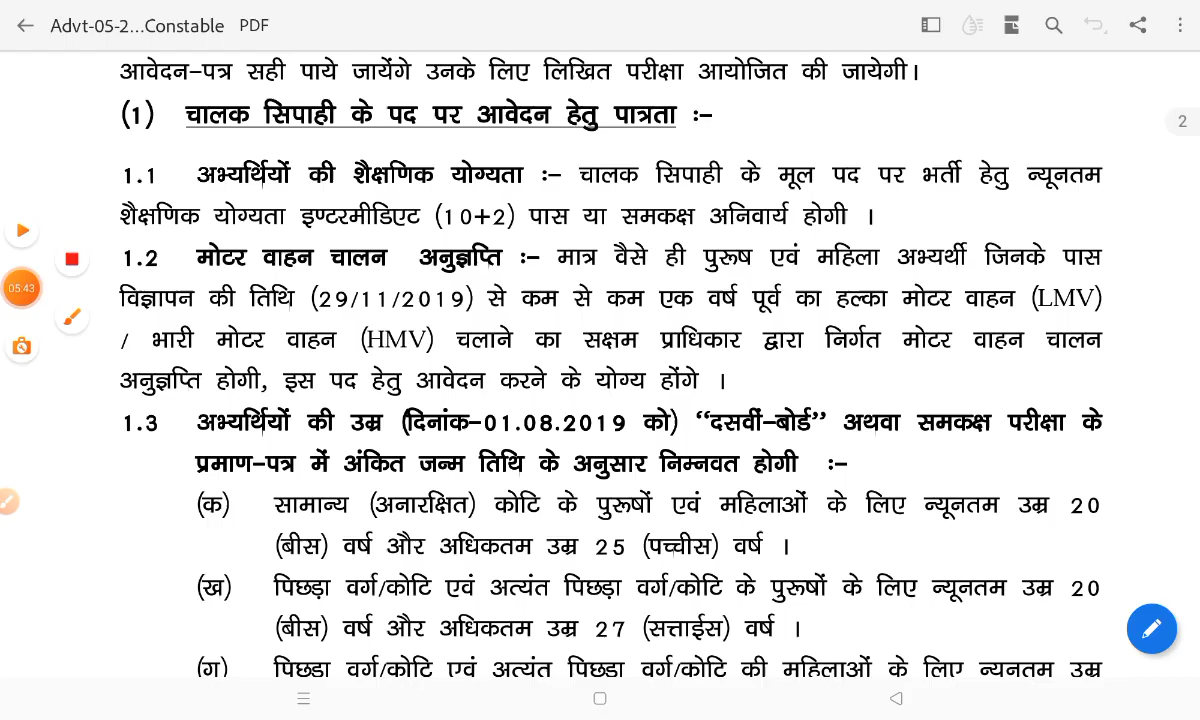 Advt-05-2...Constable PDF
आवेदन-पत्र सही पाये जायेंगे उनके लिए लिखित परीक्षा आयोजित की जायेगी।
(1) चालक सिपाही के पद पर आवेदन हेतु पात्रता :-
2
1.1 अभ्यर्थियों की शैक्षणिक योग्यता :- चालक सिपाही के मूल पद पर भर्ती हेतु न्यूनतम
शैक्षणिक योग्यता इण्टरमीडिएट (10+2) पास या समकक्ष अनिवार्य होगी ।
1.2 मोटर वाहन चालन अनुज्ञप्ति :- मात्र वैसे ही पुरूष एवं महिला अभ्यर्थी जिनके पास
विज्ञापन की तिथि (29/11/2019) से कम से कम एक वर्ष पूर्व का हल्का मोटर वाहन (LMV)
/ भारी मोटर वाहन (HMV) चलाने का सक्षम प्राधिकार द्वारा निर्गत मोटर वाहन चालन
05:43
अनुज्ञप्ति होगी, इस पद हेतु आवेदन करने के योग्य होंगे ।
1.3 अभ्यर्थियों की उम्र (दिनांक-01.08.2019 को) “दसवीं-बोर्ड” अथवा समकक्ष परीक्षा के
प्रमाण-पत्र में अंकित जन्म तिथि के अनुसार निम्नवत होगी :-
(क) सामान्य (अनारक्षित) कोटि के पुरूषों एवं महिलाओं के लिए न्यूनतम उम्र 20
(बीस) वर्ष और अधिकतम उम्र 25 (पच्चीस) वर्ष ।
(ख) पिछड़ा वर्ग/कोटि एवं अत्यंत पिछड़ा वर्ग/कोटि के पुरूषों के लिए न्यूनतम उम्र 20
(बीस) वर्ष और अधिकतम उम्र 27 (सत्ताईस) वर्ष ।
(ग) पिछड़ा वर्ग/कोटि एवं अत्यंत पिछड़ा वर्ग/कोटि की महिलाओं के लिए न्यूनतम उम्र